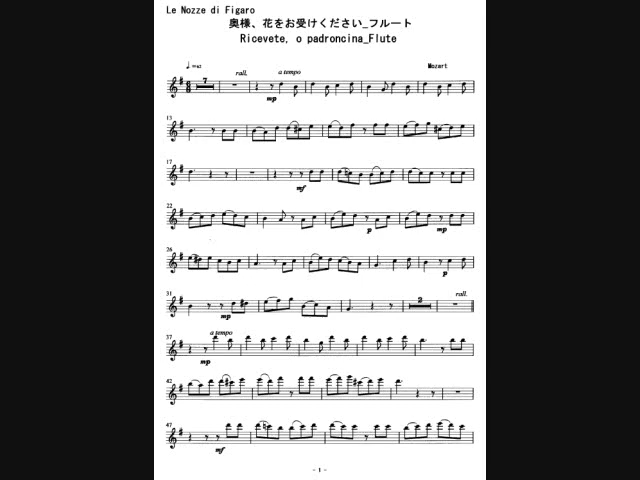 Le Nozze di Figaro
奥様、花をお受けください_フルート
Ricevete, o padroncina_Flute
Mozart
♩.=62
rall.
a tempo
7
mp
13
17
mf
22
p
mp
26
p
31
mp
2
rall.
37
a tempo
mp
42
47
mf
- 1 -